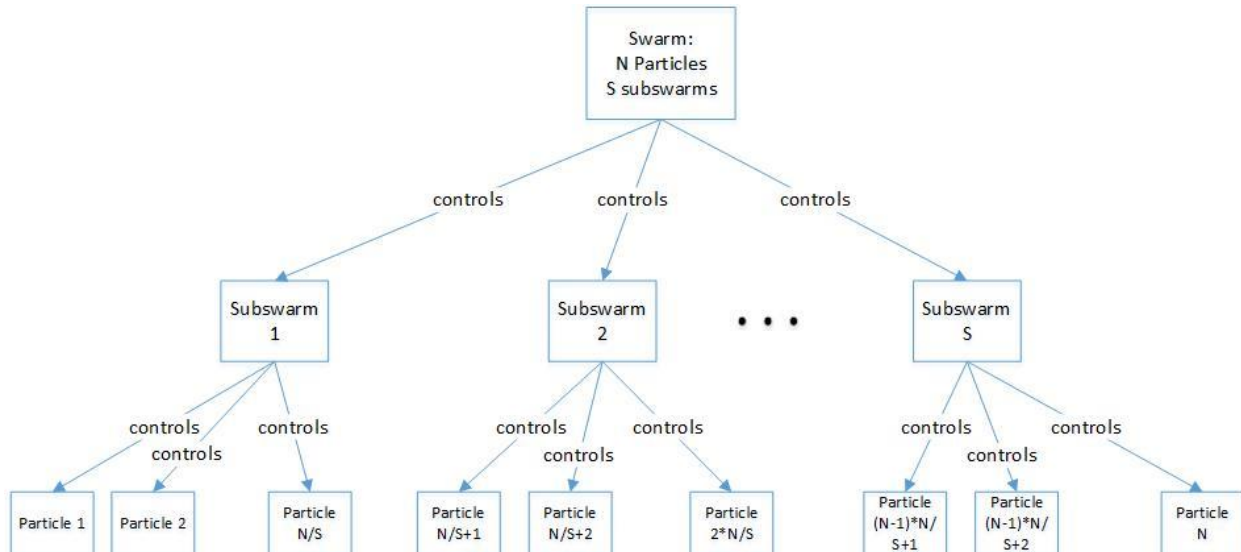 Swarm:
N Particles
S subswarms
controls
controls
controls
Subswarm
1
Subswarm
2
Subswarm
S
controls
controls
controls
controls
controls
controls
controls
controls
controls
Particle 1
Particle 2
Particle
N/S
Particle
N/S+1
Particle
N/S+2
Particle
2*N/S
Particle
(N-1)*N/
S+1
Particle
(N-1)*N/
S+2
Particle
N